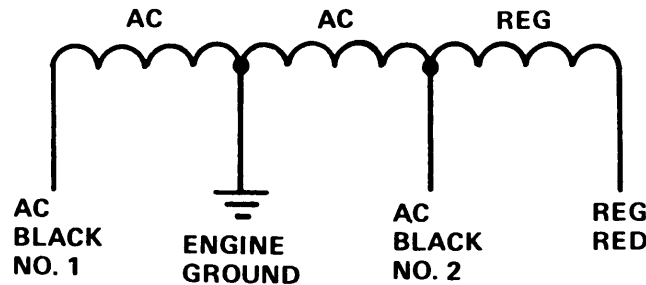 AC
AC
REG
AC
BLACK
NO. 1
ENGINE
GROUND
AC
BLACK
NO. 2
REG
RED